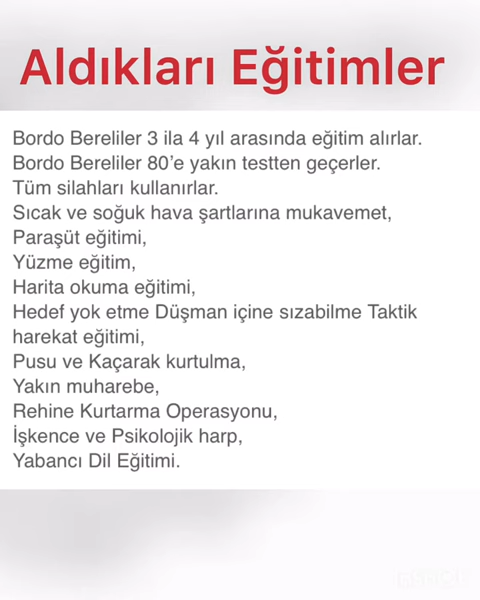 Aldıkları Eğitimler
Bordo Bereliler 3 ila 4 yıl arasında eğitim alırlar.
Bordo Bereliler 80’e yakın testten geçerler.
Tüm silahları kullanırlar.
Sıcak ve soğuk hava şartlarına mukavemet,
Paraşüt eğitimi,
Yüzme eğitim,
Harita okuma eğitimi,
Hedef yok etme Düşman içine sızabilme Taktik
harekat eğitimi,
Pusu ve Kaçarak kurtulma,
Yakın muharebe,
Rehine Kurtarma Operasyonu,
İşkence ve Psikolojik harp,
Yabancı Dil Eğitimi.